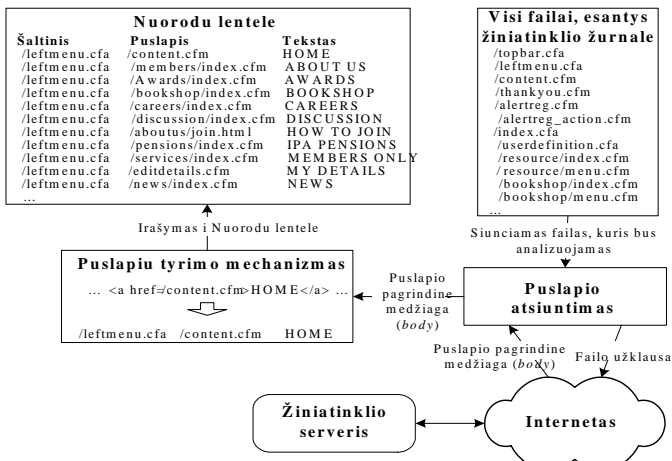 Nuorodu lentele
Šaltinis Puslapis Tekstas
/leftmenu.cfa /content.cfm HOME
/leftmenu.cfa /members/index.cfm ABOUT US
/leftmenu.cfa /Awards/index.cfm AWARDS
/leftmenu.cfa /bookshop/index.cfm BOOKSHOP
/leftmenu.cfa /careers/index.cfm CAREERS
/leftmenu.cfa /discussion/index.cfm DISCUSSION
/leftmenu.cfa /aboutus/join.html HOW TO JOIN
/leftmenu.cfa /pensions/index.cfm IPA PENSIONS
/leftmenu.cfa /services/index.cfm MEMBERS ONLY
/leftmenu.cfa /editdetails.cfm MY DETAILS
/leftmenu.cfa /news/index.cfm NEWS
...
Visi failai, esantys
žiniatinklio žurnale
/topbar.cfa
/leftmenu.cfa
/content.cfm
/thankyou.cfm
/alertreg.cfm
/alertreg_action.cfm
/index.cfa
/userdefinition.cfa
/resource/index.cfm
/resource/menu.cfm
/bookshop/index.cfm
/bookshop/menu.cfm
...
Irašymas i Nuorodu lentele
Siunciamas failas, kuris bus
analizuojamas
Puslapiu tyrimo mechanizmas
... <a href=/content.cfm>HOME</a> ...
/leftmenu.cfa /content.cfm HOME
Puslapio
pagrindine
medžiaga
(body)
Puslapio
atsiuntimas
Puslapio pagrindine
medžiaga (body)
Failo užklausa
Žiniatinklio
serveris
Internetas